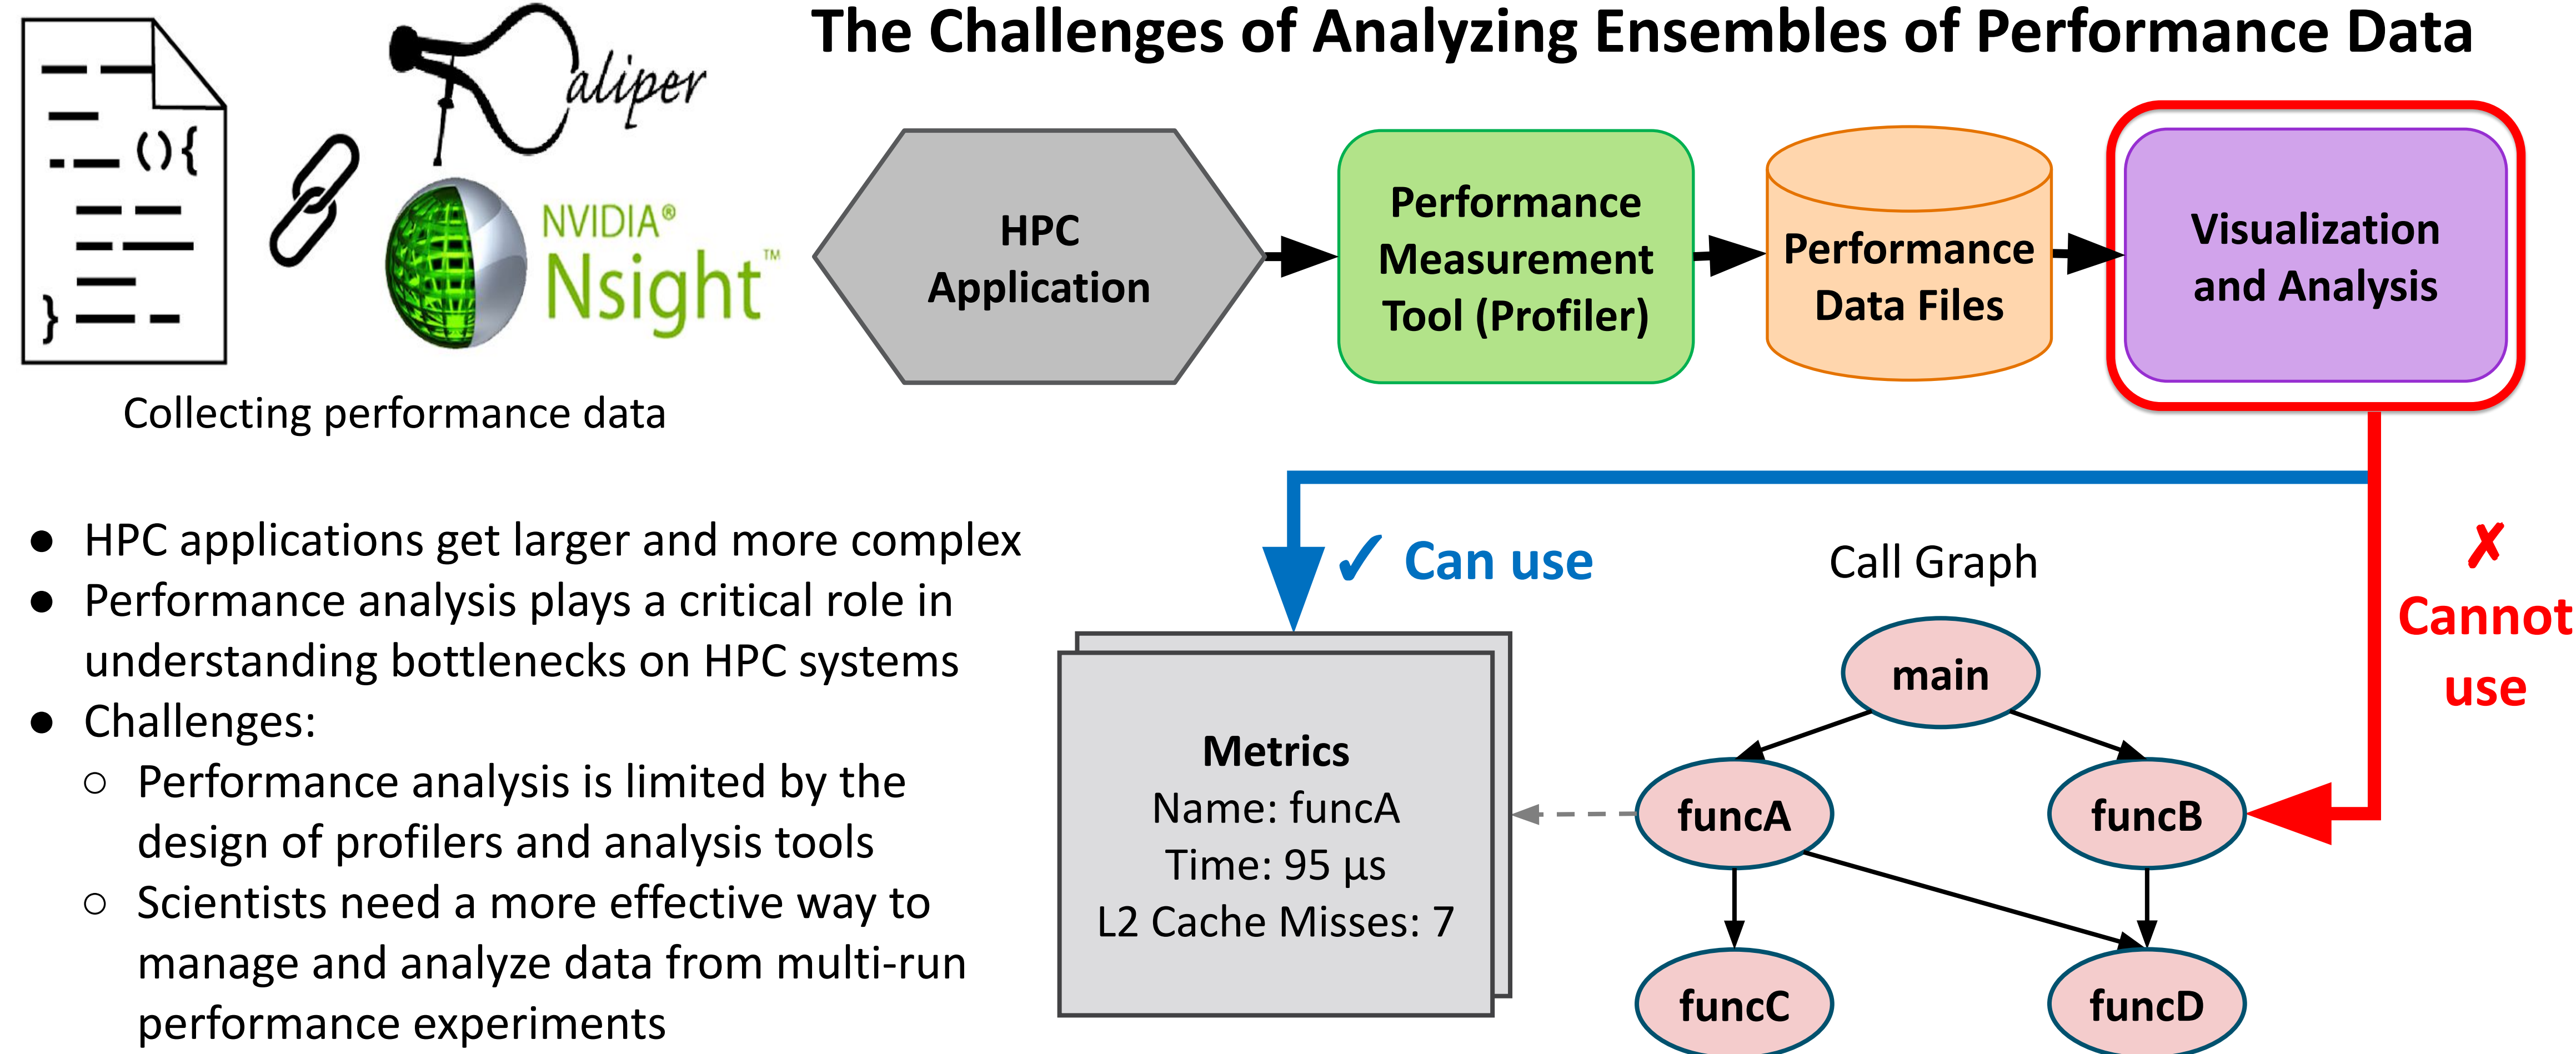 The Challenges of Analyzing Ensembles of Performance Data
(){
}
aliper
NVIDIA®
Nsight™
Collecting performance data
HPC
Application
Performance
Measurement
Tool (Profiler)
Performance
Data Files
Visualization
and Analysis
● HPC applications get larger and more complex
● Performance analysis plays a critical role in
understanding bottlenecks on HPC systems
● Challenges:
○ Performance analysis is limited by the
design of profilers and analysis tools
○ Scientists need a more effective way to
manage and analyze data from multi-run
performance experiments
✓ Can use
✗
Cannot
use
Metrics
Name: funcA
Time: 95 μs
L2 Cache Misses: 7
Call Graph
main
funcA
funcB
funcC
funcD